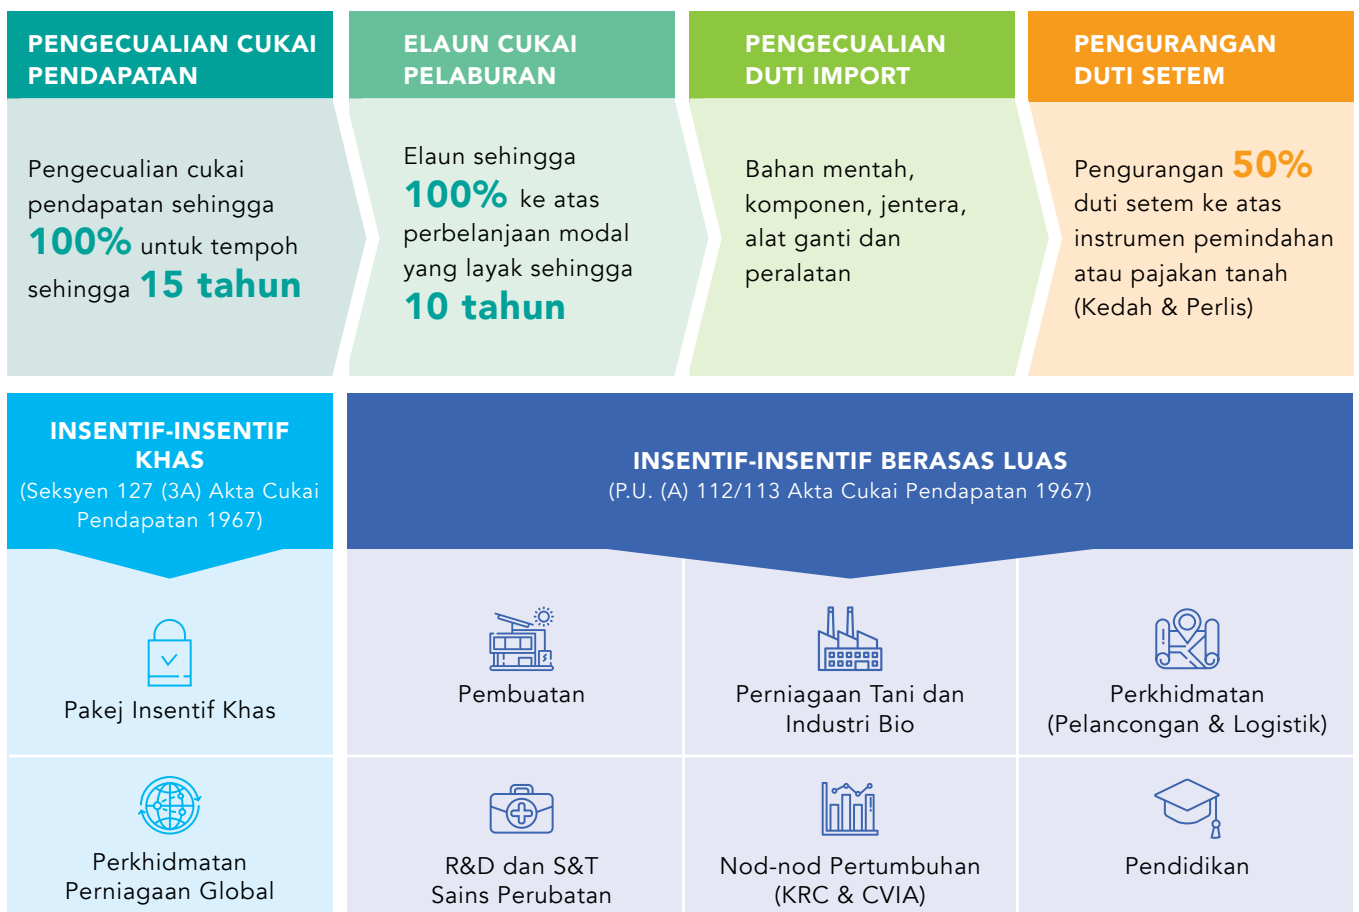 PENGECUALIAN CUKAI
PENDAPATAN
Pengecualian cukai
pendapatan sehingga
100% untuk tempoh
sehingga 15 tahun
ELAUN CUKAI
PELABURAN
Elaun sehingga
100% ke atas
perbelanjaan modal
yang layak sehingga
10 tahun
PENGECUALIAN
DUTI IMPORT
Bahan mentah,
komponen, jentera,
alat ganti dan
peralatan
PENGURANGAN
DUTI SETEM
Pengurangan 50%
duti setem ke atas
instrumen pemindahan
atau pajakan tanah
(Kedah & Perlis)
INSENTIF-INSENTIF
KHAS
(Seksyen 127 (3A) Akta Cukai
Pendapatan 1967)
Pakej Insentif Khas
Perkhidmatan
Perniagaan Global
INSENTIF-INSENTIF BERASAS LUAS
(P.U. (A) 112/113 Akta Cukai Pendapatan 1967)
Pembuatan
Perniagaan Tani dan
Industri Bio
Perkhidmatan
(Pelancongan & Logistik)
R&D dan S&T
Sains Perubatan
Nod-nod Pertumbuhan
(KRC & CVIA)
Pendidikan